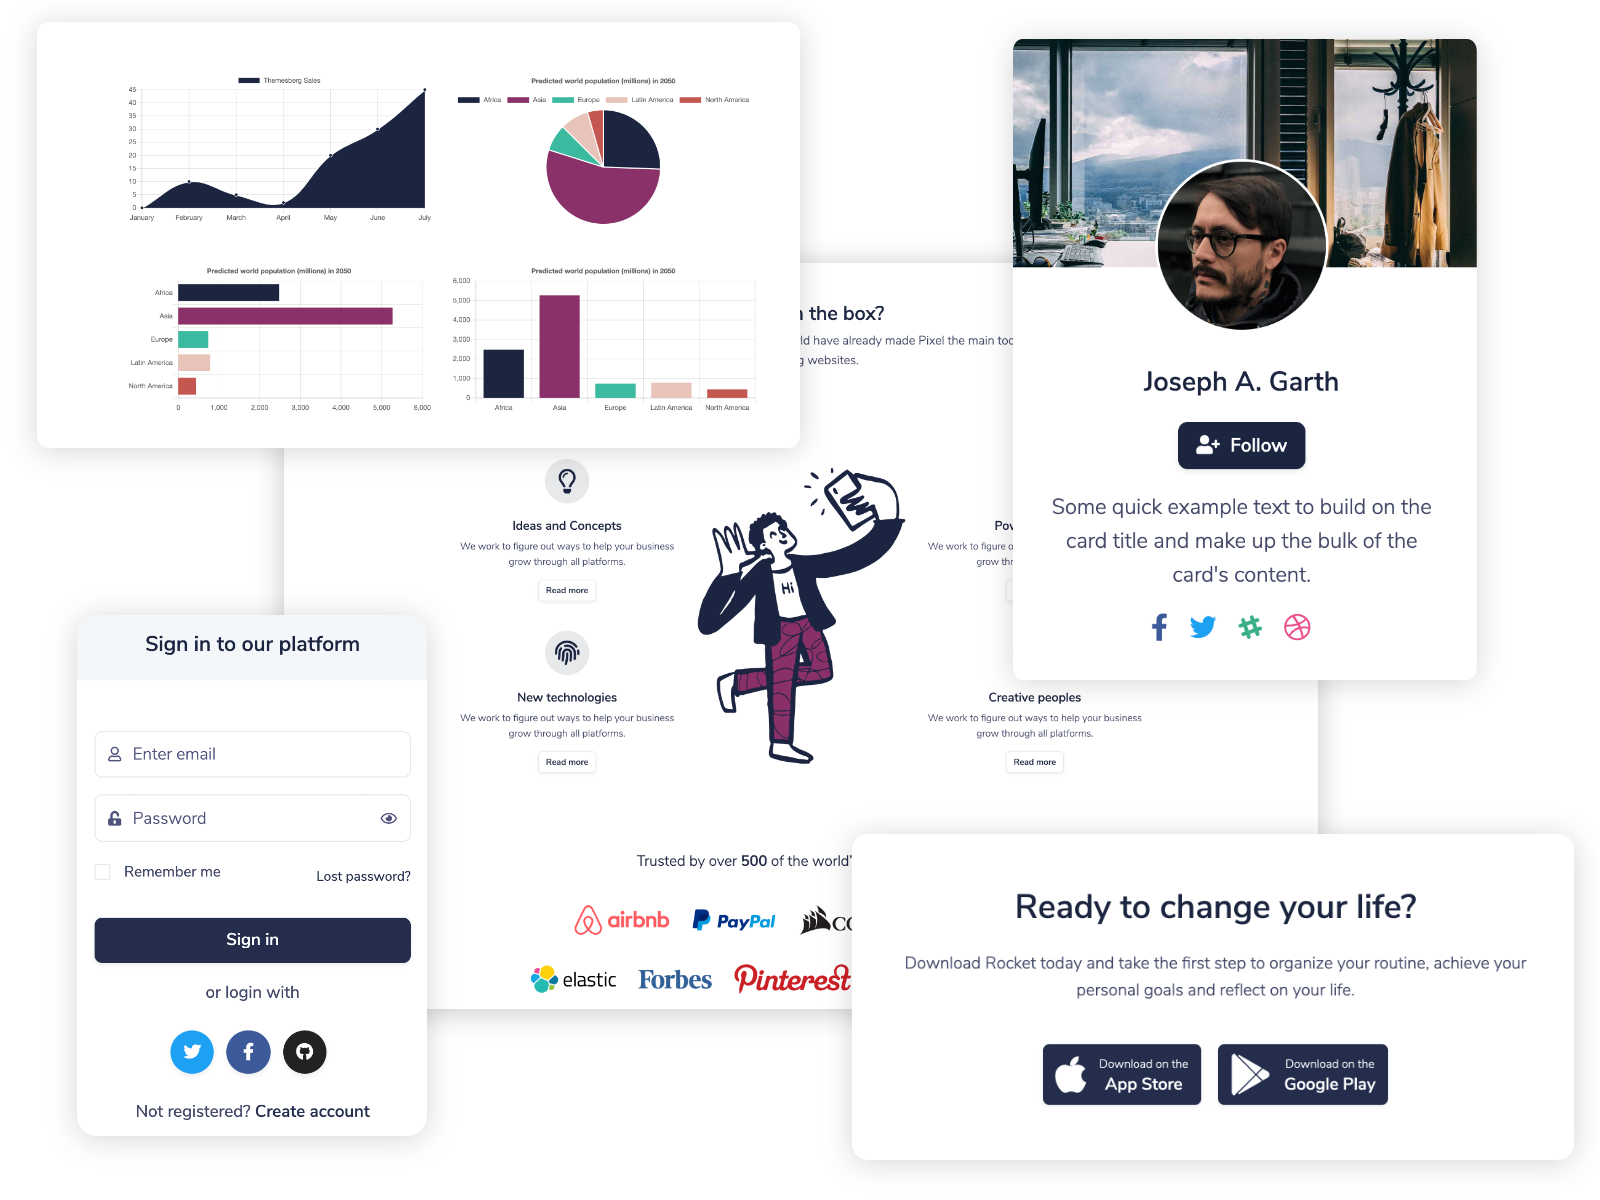 Themesberg Sales
45
40
35
30
25
20
15
10
5
0
January February March April May June July
Predicted world population (millions) in 2050
Africa Asia Europe Latin America North America
Predicted world population (millions) in 2050
Africa
Asia
Europe
Latin America
North America
0 1,000 2,000 3,000 4,000 5,000 6,000
Predicted world population (millions) in 2050
6,000
5,000
4,000
3,000
2,000
1,000
0
Africa Asia Europe Latin America North America
the box?
have already made Pixel the main
websites.
Joseph A. Garth
Follow
Some quick example text to build on the
card title and make up the bulk of the
card's content.
Ideas and Concepts
We work to figure out ways to help your business
grow through all platforms.
Read more
Hi
We work to figure
grow
New technologies
We work to figure out ways to help your business
grow through all platforms.
Read more
Creative peoples
We work to figure out ways to help your business
grow through all platforms.
Read more
Sign in to our platform
Enter email
Password
Remember me
Lost password?
Sign in
or login with
Not registered? Create account
Trusted by over 500 of the world'
airbnb PayPal
elastic Forbes Pinterest
Ready to change your life?
Download Rocket today and take the first step to organize your routine, achieve your
personal goals and reflect on your life.
Download on the
App Store
Download on the
Google Play